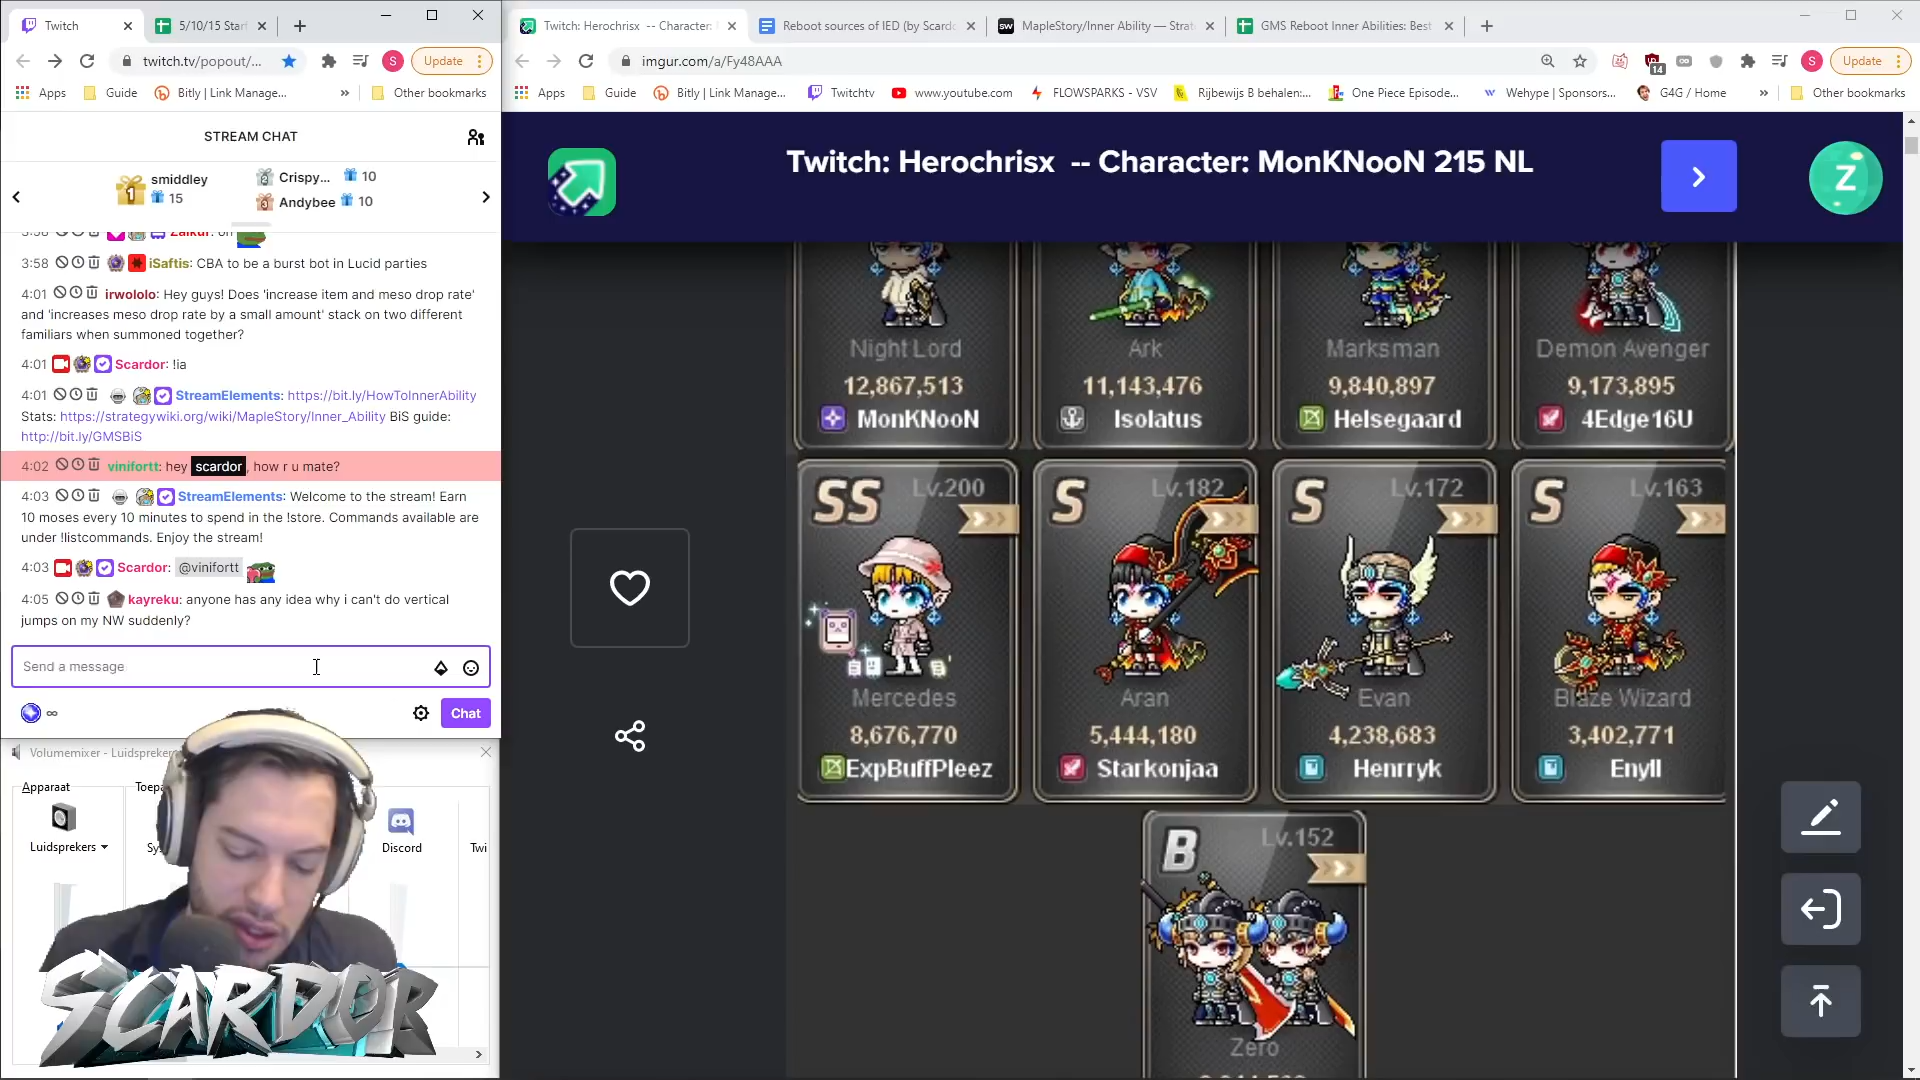 Twitch
5/10/15 Star
Twitch: Herochrisx -- Character: M
Reboot sources of IED (by Scardo
MapleStory/Inner Ability — Strat
GMS Reboot Inner Abilities: Best
twitch.tv/popout/...
S
Update
imgur.com/a/Fy48AAA
14
S
Update
Apps
Guide
Bitly | Link Manage...
»
Other bookmarks
Apps
Guide
Bitly | Link Manage...
Twitchtv
www.youtube.com
FLOWSPARKS - VSV
Rijbewijs B behalen:...
One Piece Episode...
Wehype | Sponsors...
G4G / Home
»
Other bookmarks
STREAM CHAT
1 smiddley
15
2 Crispy... 10
3 Andybee 10
3:58 Zaikur: oh
3:58 iSaftis: CBA to be a burst bot in Lucid parties
4:01 irwololo: Hey guys! Does 'increase item and meso drop rate'
and 'increases meso drop rate by a small amount' stack on two different
familiars when summoned together?
4:01 Scardor: !ia
4:01 StreamElements: https://bit.ly/HowToInnerAbility
Stats: https://strategywiki.org/wiki/MapleStory/Inner_Ability BiS guide:
http://bit.ly/GMSBiS
4:02 vinifortt: hey scardor, how r u mate?
4:03 StreamElements: Welcome to the stream! Earn
10 moses every 10 minutes to spend in the !store. Commands available are
under !listcommands. Enjoy the stream!
4:03 Scardor: @vinifortt
4:05 kayreku: anyone has any idea why i can't do vertical
jumps on my NW suddenly?
Send a message
∞
Chat
Volumemixer - Luidspreke
Apparaat
Toepa
Luidsprekers
Sys
Discord
Twi
SCARDOR
Twitch: Herochrisx -- Character: MonKNooN 215 NL
Z
Night Lord
12,867,513
MonKNooN
Ark
11,143,476
Isolatus
Marksman
9,840,897
Helsegaard
Demon Avenger
9,173,895
4Edge16U
SS Lv.200
Mercedes
8,676,770
ExpBuffPleez
S Lv.182
Aran
5,444,180
Starkonjaa
S Lv.172
Evan
4,238,683
Henrryk
S Lv.163
Blaze Wizard
3,402,771
Enyll
B Lv.152
Zero